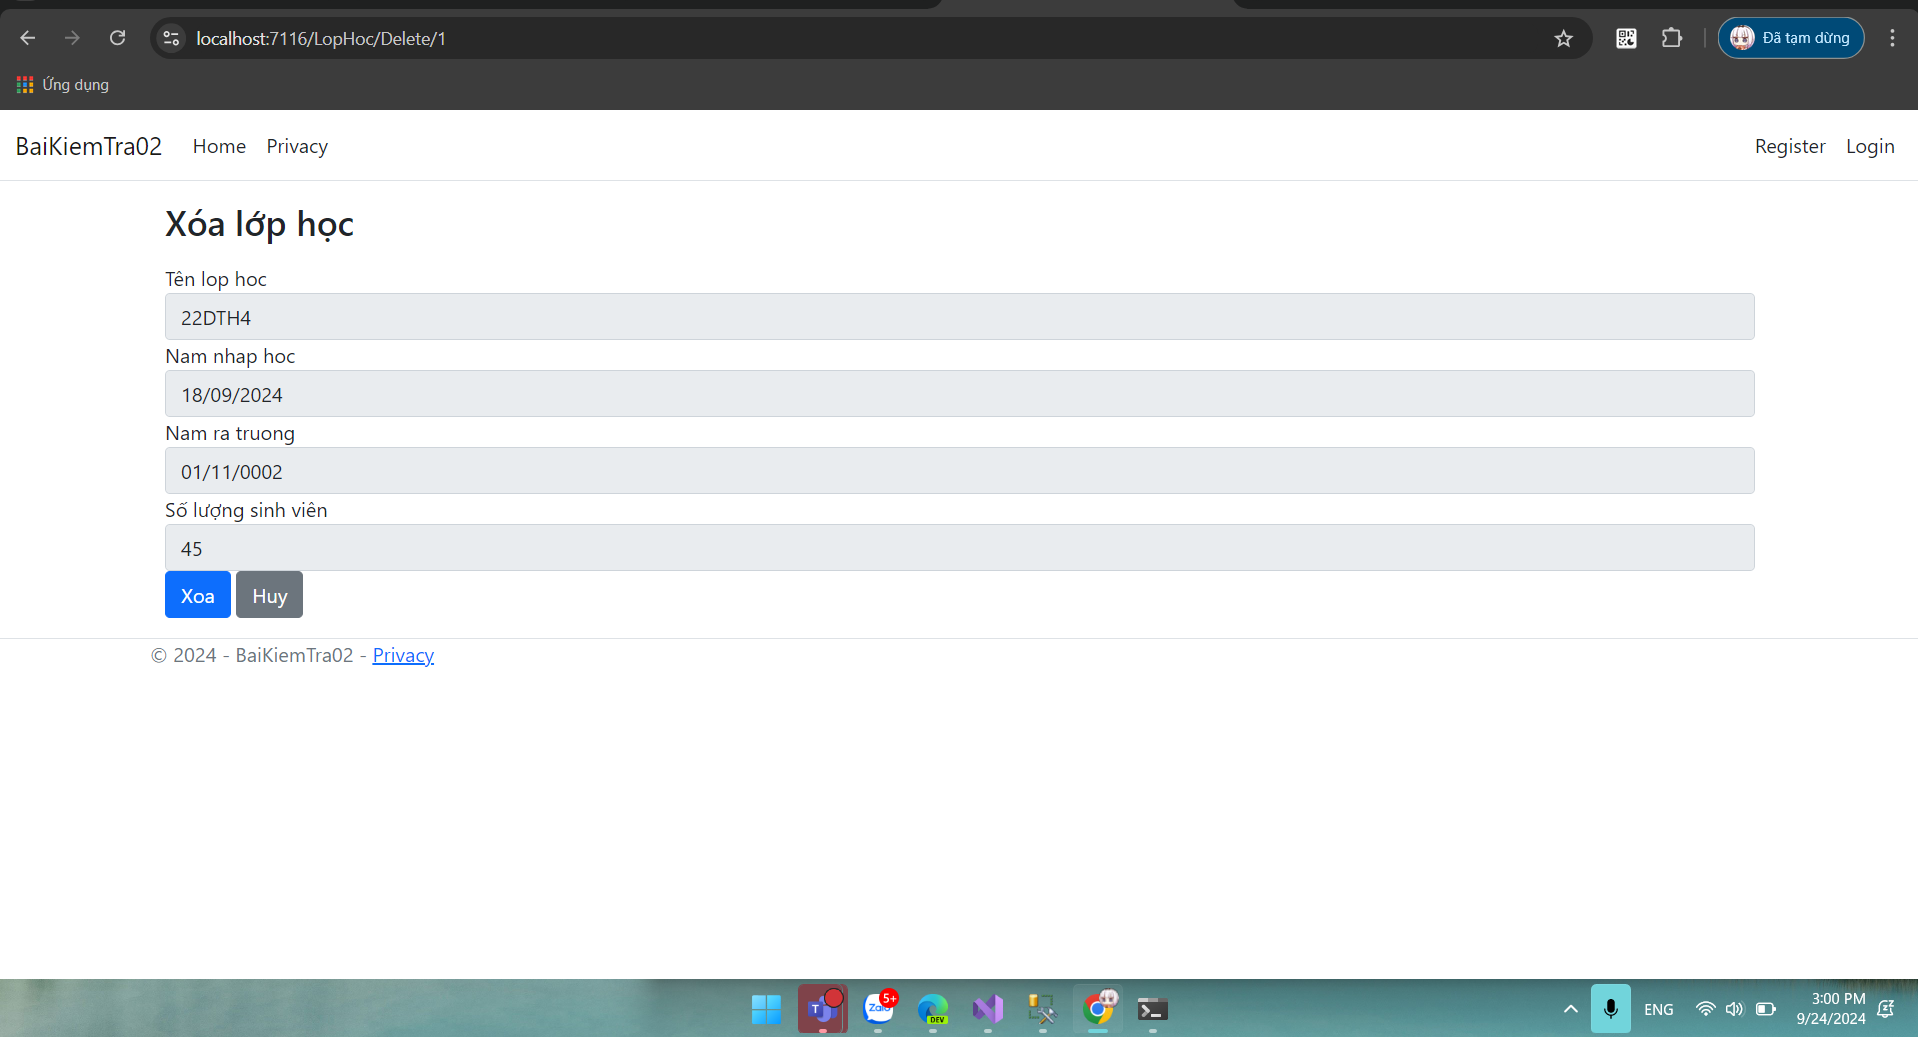 localhost:7116/LopHoc/Delete/1
Đã tạm dừng
Ứng dụng
BaiKiemTra02 Home Privacy Register Login
Xóa lớp học
Tên lop hoc
22DTH4
Nam nhap hoc
18/09/2024
Nam ra truong
01/11/0002
Số lượng sinh viên
45
Xoa Huy
© 2024 - BaiKiemTra02 - Privacy
T
Zalo
5+
DEV
ENG
3:00 PM
9/24/2024